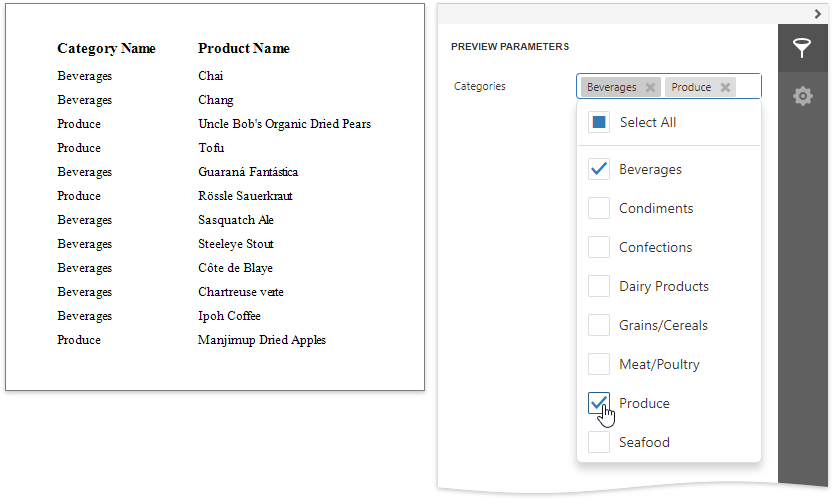 Category Name Product Name
Beverages Chai
Beverages Chang
Produce Uncle Bob's Organic Dried Pears
Produce Tofu
Beverages Guaraná Fantástica
Produce Rössle Sauerkraut
Beverages Sasquatch Ale
Beverages Steeleye Stout
Beverages Côte de Blaye
Beverages Chartreuse verte
Beverages Ipoh Coffee
Produce Manjimup Dried Apples
PREVIEW PARAMETERS
Categories Beverages Produce
Select All
Beverages
Condiments
Confections
Dairy Products
Grains/Cereals
Meat/Poultry
Produce
Seafood